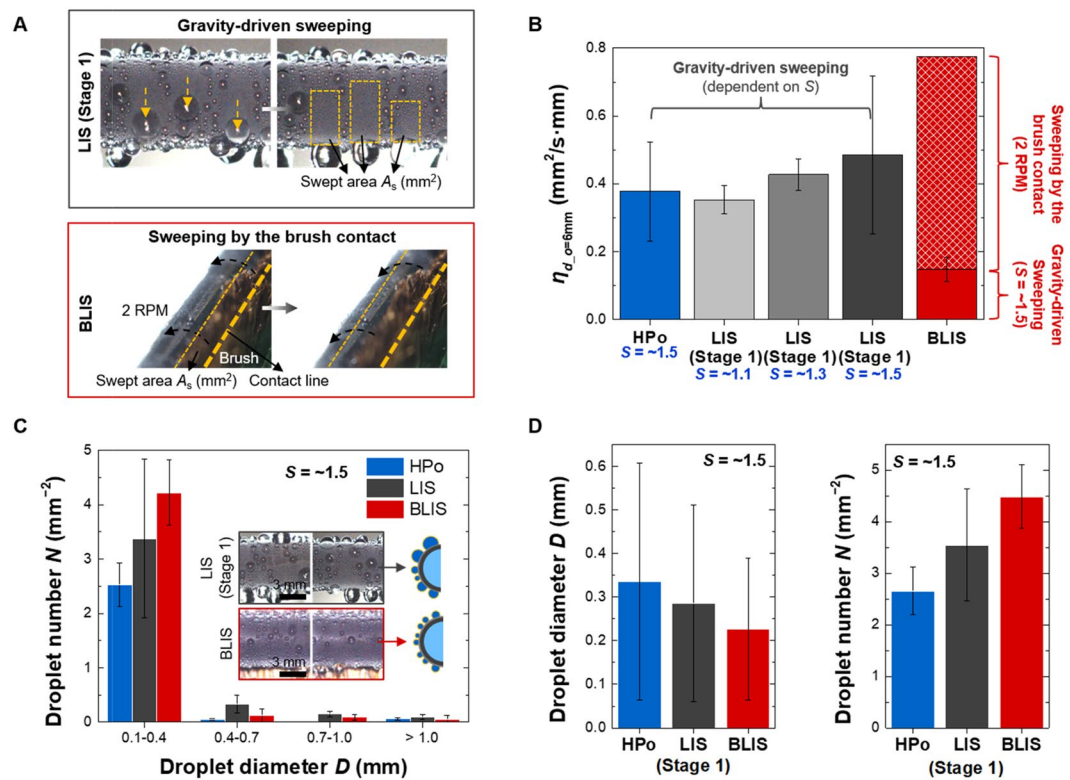 A
Gravity-driven sweeping
LIS (Stage 1)
Swept area As (mm²)
Sweeping by the brush contact
BLIS
2 RPM
Brush
Swept area As (mm²)
Contact line
B
0.8
0.6
0.4
0.2
0.0
ηd_o=6mm (mm²/s·mm)
Gravity-driven sweeping
(dependent on S)
HPo
S = ~1.5
LIS
(Stage 1)
S = ~1.1
LIS
(Stage 1)
S = ~1.3
LIS
(Stage 1)
S = ~1.5
BLIS
Sweeping by the
brush contact
(2 RPM)
Gravity-driven
Sweeping
(S = ~1.5)
C
5
4
3
2
1
0
Droplet number N (mm⁻²)
S = ~1.5
HPo
LIS
BLIS
LIS
(Stage 1)
3 mm
BLIS
3 mm
0.1-0.4
0.4-0.7
0.7-1.0
> 1.0
Droplet diameter D (mm)
D
0.6
0.5
0.4
0.3
0.2
0.1
0.0
Droplet diameter D (mm)
S = ~1.5
HPo
LIS
BLIS
(Stage 1)
5
4
3
2
1
0
Droplet number N (mm⁻²)
S = ~1.5
HPo
LIS
BLIS
(Stage 1)